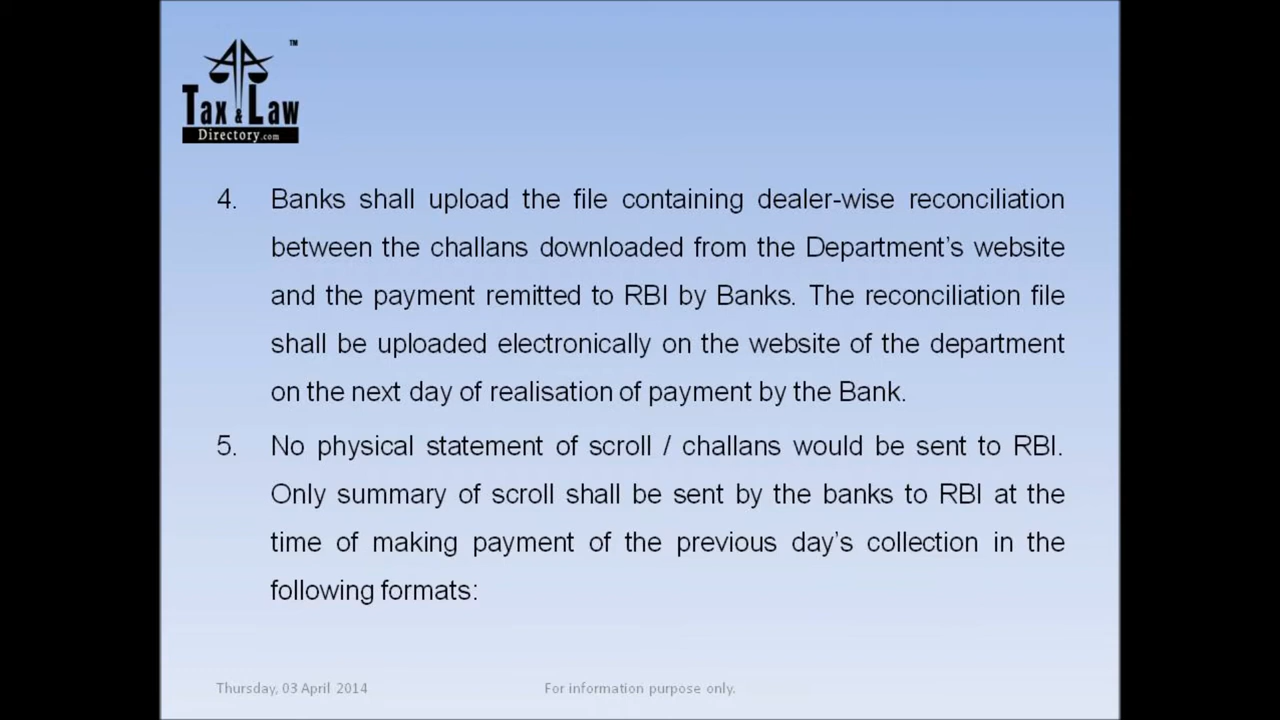 TM
Tax & Law
Directory.com
4. Banks shall upload the file containing dealer-wise reconciliation
between the challans downloaded from the Department's website
and the payment remitted to RBI by Banks. The reconciliation file
shall be uploaded electronically on the website of the department
on the next day of realisation of payment by the Bank.
5. No physical statement of scroll / challans would be sent to RBI.
Only summary of scroll shall be sent by the banks to RBI at the
time of making payment of the previous day's collection in the
following formats:
Thursday, 03 April 2014 For information purpose only.